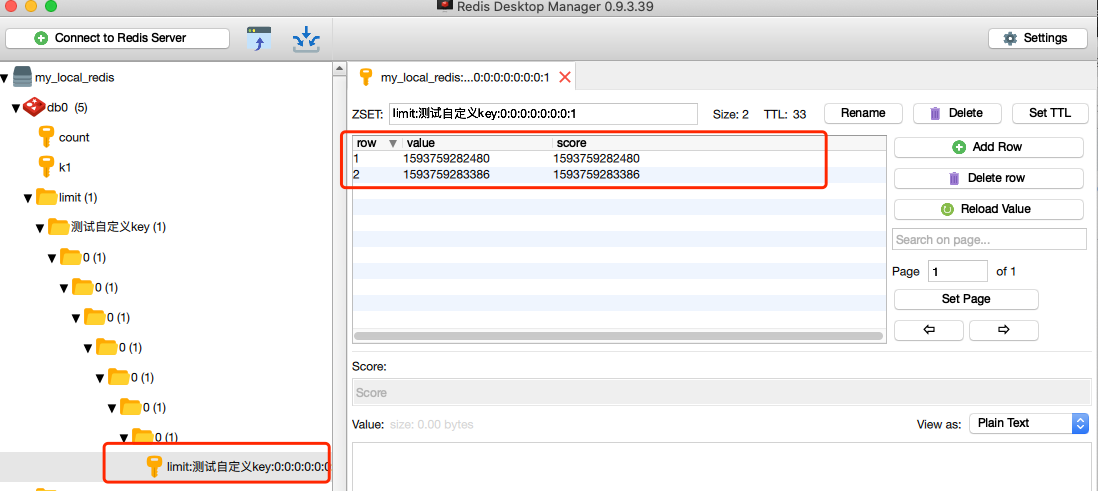 Redis Desktop Manager 0.9.3.39
Connect to Redis Server
Settings
my_local_redis
db0 (5)
count
k1
limit (1)
测试自定义key (1)
0 (1)
0 (1)
0 (1)
0 (1)
0 (1)
0 (1)
0 (1)
limit:测试自定义key:0:0:0:0:0:0
my_local_redis:...0:0:0:0:0:0:0:1
ZSET: limit:测试自定义key:0:0:0:0:0:0:0:1 Size: 2 TTL: 33 Rename Delete Set TTL
row value score
1 1593759282480 1593759282480
2 1593759283386 1593759283386
Add Row
Delete row
Reload Value
Search on page...
Page 1 of 1
Set Page
Score:
Score
Value: size: 0.00 bytes View as: Plain Text